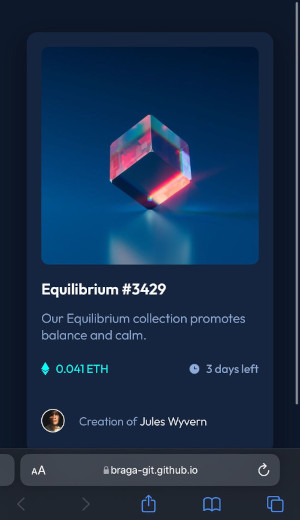 Equilibrium #3429
Our Equilibrium collection promotes
balance and calm.
0.041 ETH
3 days left
Creation of Jules Wyvern
AA
braga-git.github.io